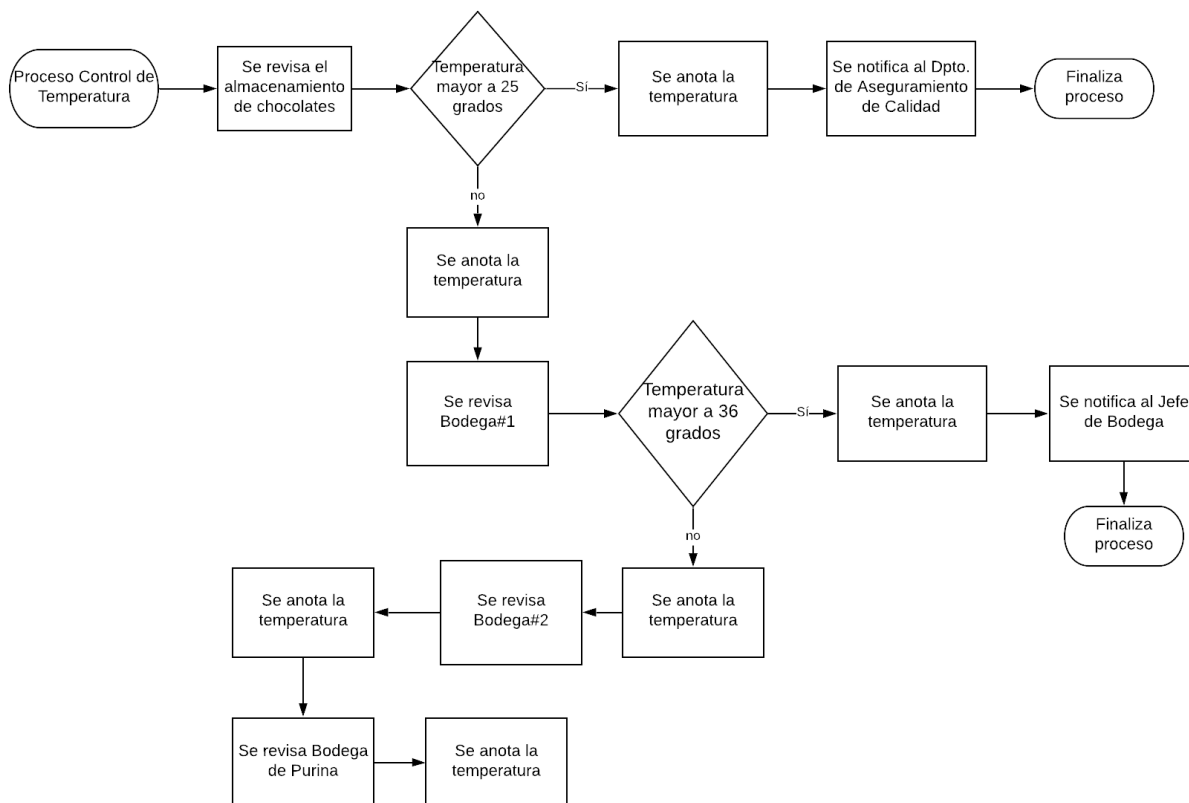 Proceso Control de
Temperatura
Se revisa el
almacenamiento
de chocolates
Temperatura
mayor a 25
grados
Sí
Se anota la
temperatura
Se notifica al Dpto.
de Aseguramiento
de Calidad
Finaliza
proceso
no
Se anota la
temperatura
Se revisa
Bodega#1
Temperatura
mayor a 36
grados
Sí
Se anota la
temperatura
Se notifica al Jefe
de Bodega
Finaliza
proceso
no
Se anota la
temperatura
Se revisa
Bodega#2
Se anota la
temperatura
Se revisa Bodega
de Purina
Se anota la
temperatura